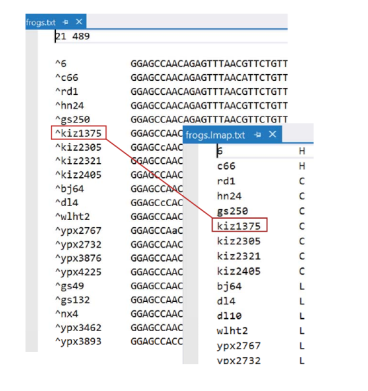 frogs.txt
21 489
^6 GGAGCCAACAGAGTTTAACGTTCTGTT
^c66 GGAGCCAACAGAGTTTAACATTCTGTT
^rd1 GGAGCCAACAGAGTTTAACGTTCTGTT
^hn24 GGAGCCAACAGAGTTTAACGTTCTGTT
^gs250 GGAGCCAACAGAGTTTAACGTTCTGTT
^kiz1375 GGAGCCAAC
^kiz2305 GGAGCcAAC
^kiz2321 GGAGCCAAC
^kiz2405 GGAGCCAAC
^bj64 GGAGCCAAC
^dl4 GGAGCcCAC
^wlht2 GGAGCCAAC
^ypx2767 GGAGCCAaC
^ypx2732 GGAGCCAAC
^ypx3876 GGAGCCAAC
^ypx4225 GGAGCCAAC
^gs49 GGAGCCAAC
^gs132 GGAGCCAAC
^nx4 GGAGCCAAC
^ypx3462 GGAGCCAAC
^ypx3893 GGAGCCACC
frogs.Imap.txt
6 H
c66 H
rd1 C
hn24 C
gs250 C
kiz1375 C
kiz2305 C
kiz2321 C
kiz2405 C
bj64 L
dl4 L
dl10 L
wlht2 L
ypx2767 L
ypx2732 L